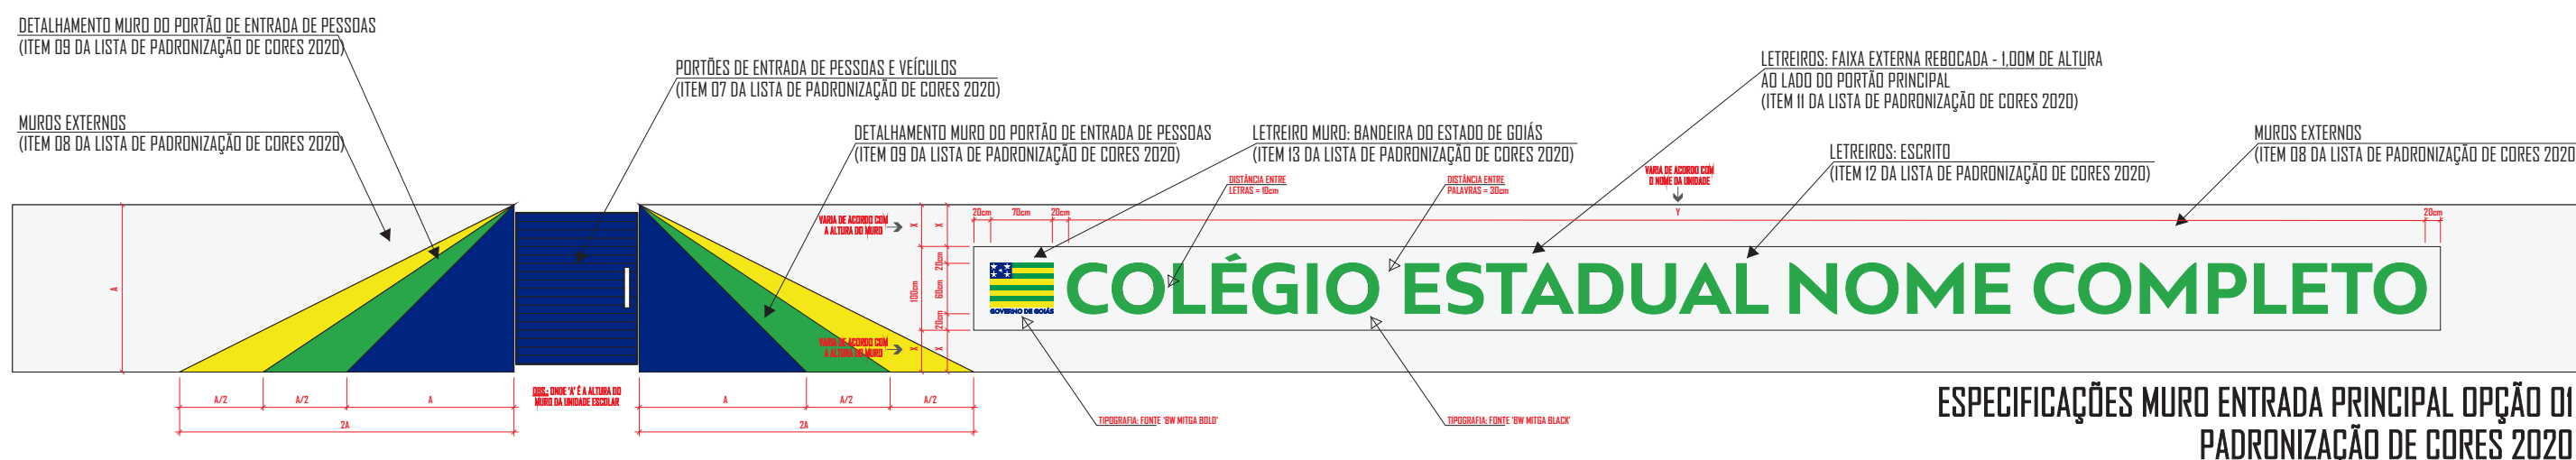 DETALHAMENTO MURO DO PORTÃO DE ENTRADA DE PESSOAS
(ITEM 09 DA LISTA DE PADRONIZAÇÃO DE CORES 2020)
MUROS EXTERNOS
(ITEM 08 DA LISTA DE PADRONIZAÇÃO DE CORES 2020)
PORTÕES DE ENTRADA DE PESSOAS E VEÍCULOS
(ITEM 07 DA LISTA DE PADRONIZAÇÃO DE CORES 2020)
DETALHAMENTO MURO DO PORTÃO DE ENTRADA DE PESSOAS
(ITEM 09 DA LISTA DE PADRONIZAÇÃO DE CORES 2020)
LETREIRO MURO: BANDEIRA DO ESTADO DE GOIÁS
(ITEM 13 DA LISTA DE PADRONIZAÇÃO DE CORES 2020)
LETREIROS: FAIXA EXTERNA REBOCADA - 1,00M DE ALTURA
AO LADO DO PORTÃO PRINCIPAL
(ITEM 11 DA LISTA DE PADRONIZAÇÃO DE CORES 2020)
LETREIROS: ESCRITO
(ITEM 12 DA LISTA DE PADRONIZAÇÃO DE CORES 2020)
MUROS EXTERNOS
(ITEM 08 DA LISTA DE PADRONIZAÇÃO DE CORES 2020
DISTÂNCIA ENTRE
LETRAS = 10cm
DISTÂNCIA ENTRE
PALAVRAS = 30cm
VARIA DE ACORDO COM
O NOME DA UNIDADE
VARIA DE ACORDO COM
A ALTURA DO MURO
X
X
20cm
70cm
20cm
Y
20cm
A
100cm
20cm
60cm
20cm
GOVERNO DE GOIÁS
COLÉGIO ESTADUAL NOME COMPLETO
VARIA DE ACORDO COM
A ALTURA DO MURO
X
X
A/2
A/2
A
2A
OBS.: ONDE 'A' É A ALTURA DO
MURO DA UNIDADE ESCOLAR
A
A/2
A/2
2A
TIPOGRAFIA: FONTE 'BW MITGA BOLD'
TIPOGRAFIA: FONTE 'BW MITGA BLACK'
ESPECIFICAÇÕES MURO ENTRADA PRINCIPAL OPÇÃO 01
PADRONIZAÇÃO DE CORES 2020